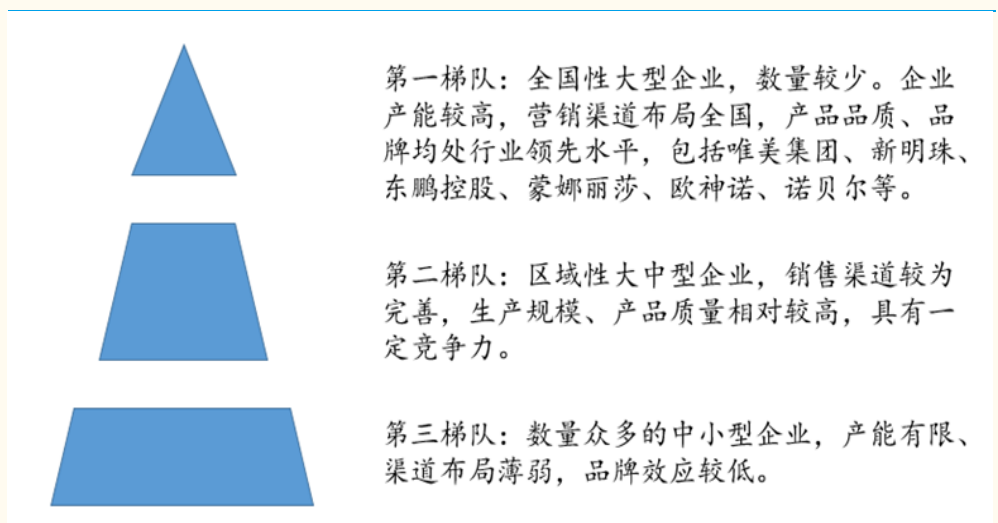 第一梯队：全国性大型企业，数量较少。企业
产能较高，营销渠道布局全国，产品品质、品
牌均处行业领先水平，包括唯美集团、新明珠、
东鹏控股、蒙娜丽莎、欧神诺、诺贝尔等。
第二梯队：区域性大中型企业，销售渠道较为
完善，生产规模、产品质量相对较高，具有一
定竞争力。
第三梯队：数量众多的中小型企业，产能有限、
渠道布局薄弱，品牌效应较低。